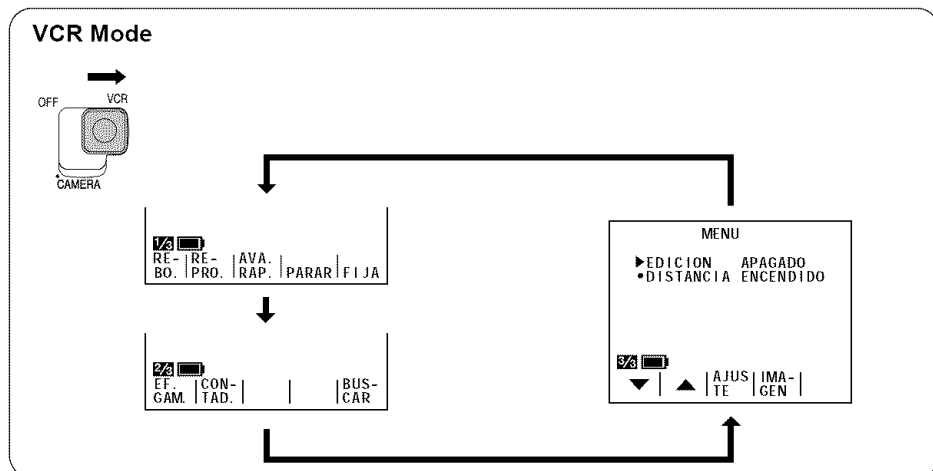 VCR Mode
OFF VCR
CAMERA
1/3
RE- RE- AVA.
BO. PRO. RAP. PARAR FIJA
2/3
EF. CON- BUS-
GAM. TAD. CAR
MENU
▶EDICION APAGADO
•DISTANCIA ENCENDIDO
3/3
▼ ▲ AJUS IMA-
TE GEN